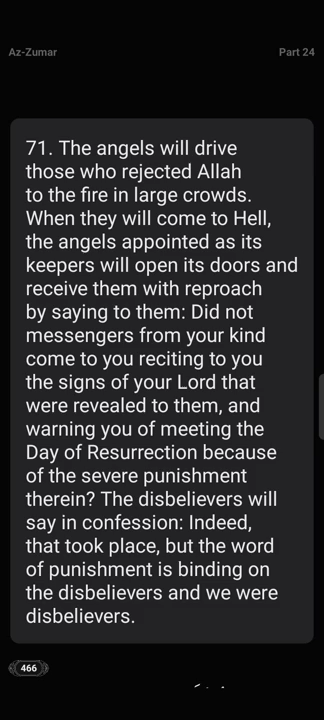 Az-Zumar
Part 24
71. The angels will drive
those who rejected Allah
to the fire in large crowds.
When they will come to Hell,
the angels appointed as its
keepers will open its doors and
receive them with reproach
by saying to them: Did not
messengers from your kind
come to you reciting to you
the signs of your Lord that
were revealed to them, and
warning you of meeting the
Day of Resurrection because
of the severe punishment
therein? The disbelievers will
say in confession: Indeed,
that took place, but the word
of punishment is binding on
the disbelievers and we were
disbelievers.
466